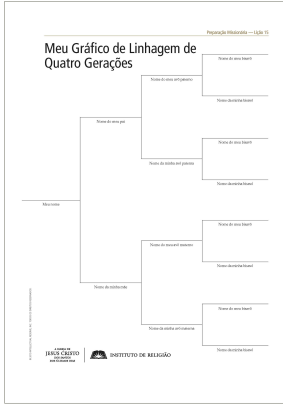 Preparação Missionária — Lição 15
Meu Gráfico de Linhagem de
Quatro Gerações
Nome do meu bisavô
Nome do meu avô paterno
Nome da minha bisavó
Nome do meu pai
Nome do meu bisavô
Nome da minha avó paterna
Nome da minha bisavó
Meu nome
Nome do meu bisavô
Nome do meu avô materno
Nome da minha bisavó
Nome da minha mãe
Nome do meu bisavô
Nome da minha avó materna
Nome da minha bisavó
A IGREJA DE
JESUS CRISTO
DOS SANTOS
DOS ÚLTIMOS DIAS
INSTITUTO DE RELIGIÃO